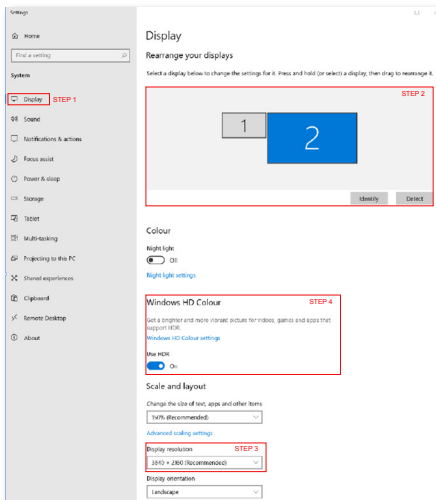 Settings
Home
Find a setting
System
Display STEP 1
Sound
Notifications & actions
Focus assist
Power & sleep
Storage
Tablet
Multi-tasking
Projecting to this PC
Shared experiences
Clipboard
Remote Desktop
About
Display
Rearrange your displays
Select a display below to change the settings for it. Press and hold (or select) a display, then drag to rearrange it.
STEP 2
1
2
Identify Detect
Colour
Night light
Off
Night light settings
Windows HD Colour STEP 4
Get a brighter and more vibrant picture for videos, games and apps that
support HDR.
Windows HD Colour settings
Use HDR
On
Scale and layout
Change the size of text, apps and other items
150% (Recommended)
Advanced scaling settings
Display resolution STEP 3
3840 × 2160 (Recommended)
Display orientation
Landscape